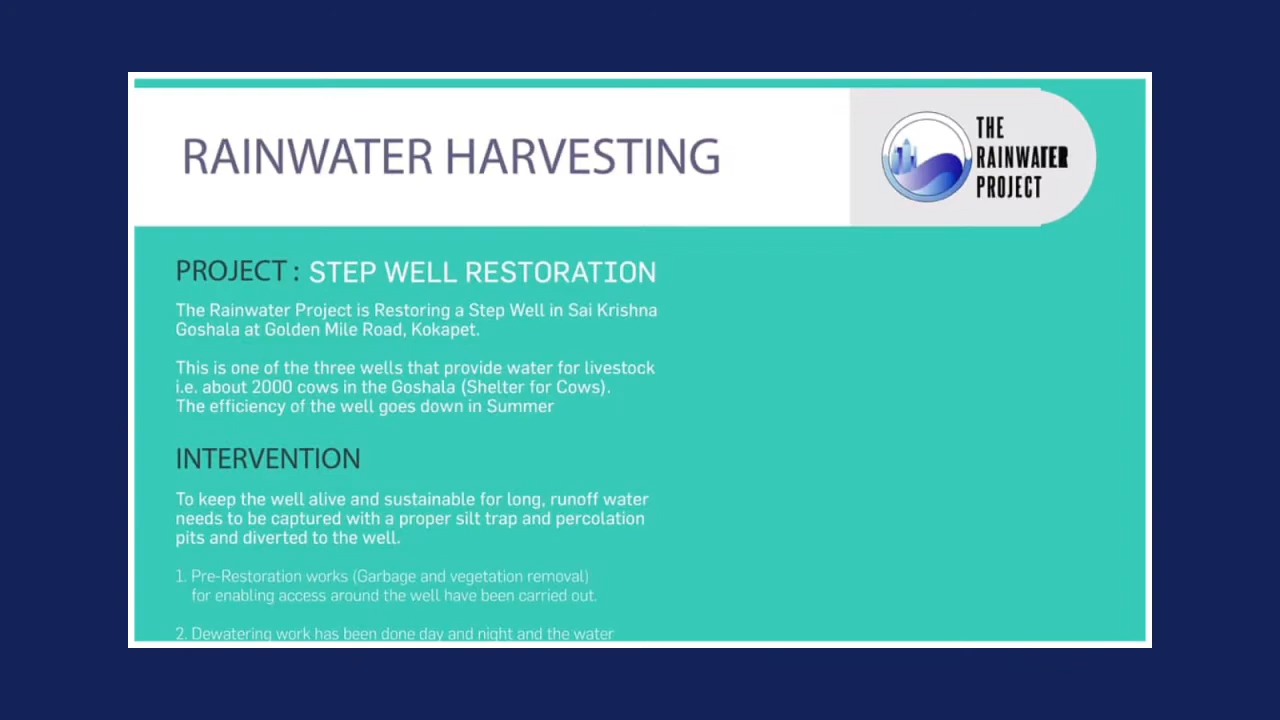 RAINWATER HARVESTING
THE
RAINWATER
PROJECT
PROJECT : STEP WELL RESTORATION
The Rainwater Project is Restoring a Step Well in Sai Krishna
Goshala at Golden Mile Road, Kokapet.
This is one of the three wells that provide water for livestock
i.e. about 2000 cows in the Goshala (Shelter for Cows).
The efficiency of the well goes down in Summer
INTERVENTION
To keep the well alive and sustainable for long, runoff water
needs to be captured with a proper silt trap and percolation
pits and diverted to the well.
1. Pre-Restoration works (Garbage and vegetation removal)
for enabling access around the well have been carried out.
2. Dewatering work has been done day and night and the water